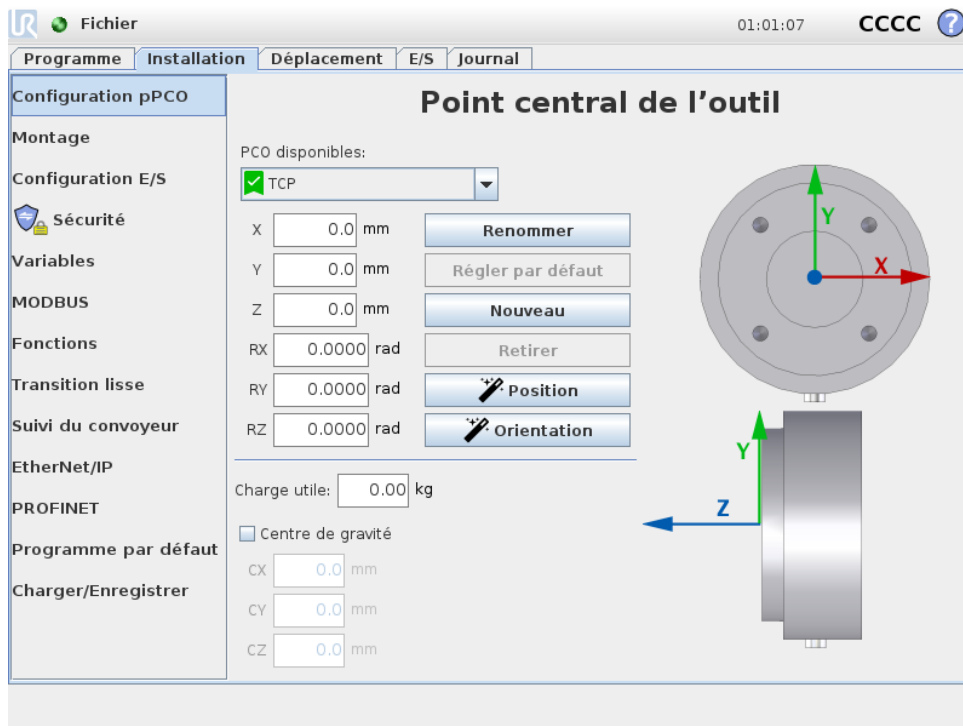 UR Fichier 01:01:07 CCCC ?
Programme Installation Déplacement E/S Journal
Configuration pPCO
Montage
Configuration E/S
Sécurité
Variables
MODBUS
Fonctions
Transition lisse
Suivi du convoyeur
EtherNet/IP
PROFINET
Programme par défaut
Charger/Enregistrer
Point central de l'outil
PCO disponibles:
TCP
X 0.0 mm Renommer
Y 0.0 mm Régler par défaut
Z 0.0 mm Nouveau
RX 0.0000 rad Retirer
RY 0.0000 rad Position
RZ 0.0000 rad Orientation
Charge utile: 0.00 kg
Centre de gravité
CX 0.0 mm
CY 0.0 mm
CZ 0.0 mm
Y
X
Y
Z